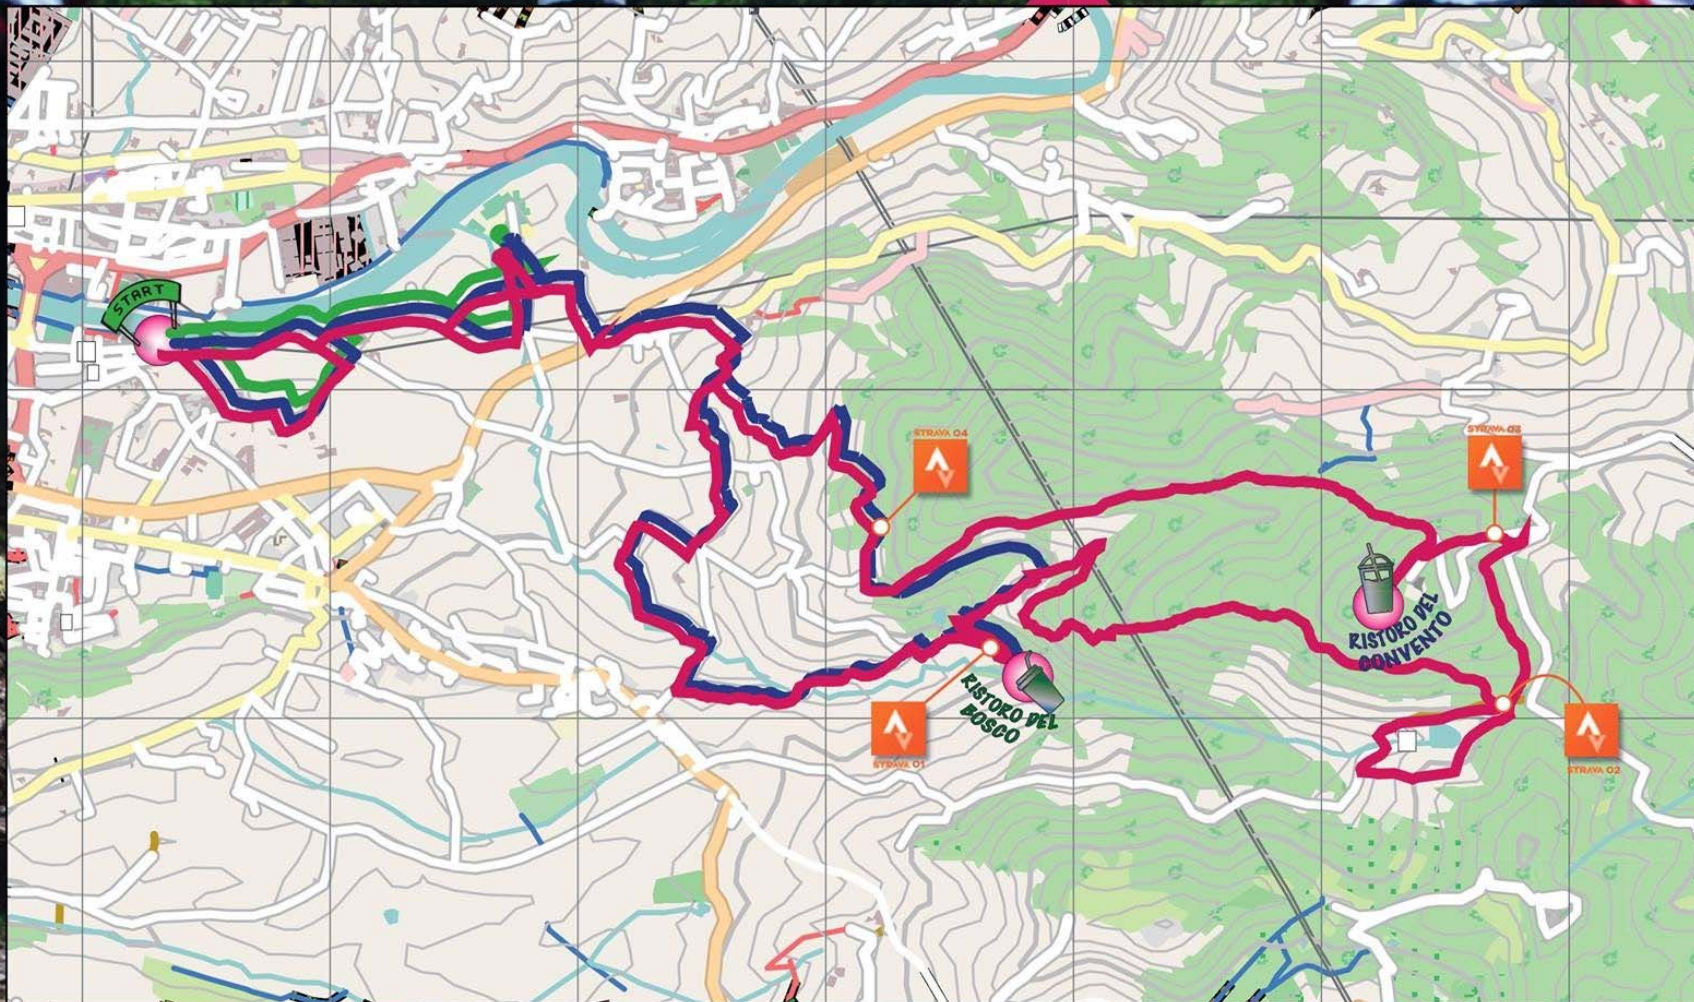 START
STRAVA 04
STRAVA 03
RISTORO DEL
CONVENTO
RISTORO DEL
BOSCO
STRAVA 01
STRAVA 02